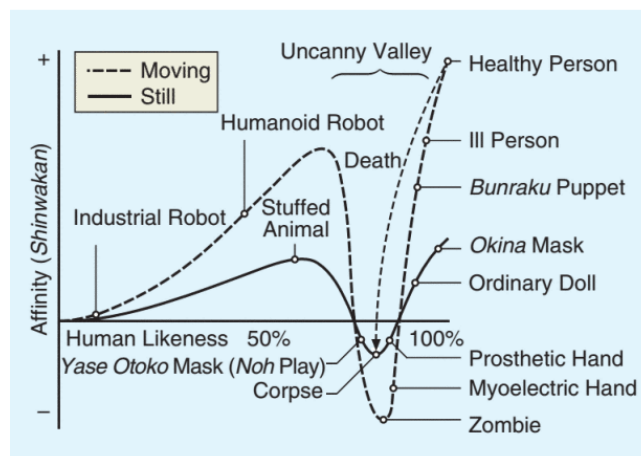 +
Uncanny Valley
Healthy Person
Moving
Still
Humanoid Robot
Death
Ill Person
Bunraku Puppet
Industrial Robot
Stuffed
Animal
Okina Mask
Ordinary Doll
Affinity (Shinwakan)
Human Likeness 50% 100%
Yase Otoko Mask (Noh Play)
Prosthetic Hand
Corpse
Myoelectric Hand
−
Zombie